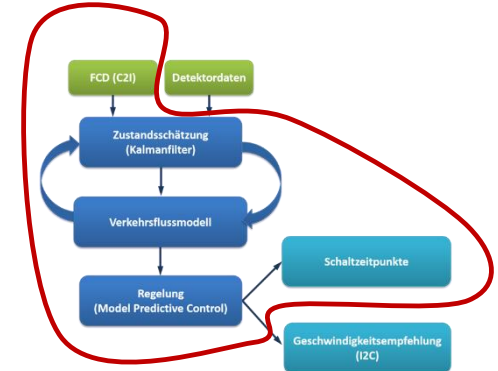 FCD (C2I)
Detektordaten
Zustandsschätzung
(Kalmanfilter)
Verkehrsflussmodell
Schaltzeitpunkte
Regelung
(Model Predictive Control)
Geschwindigkeitsempfehlung
(I2C)